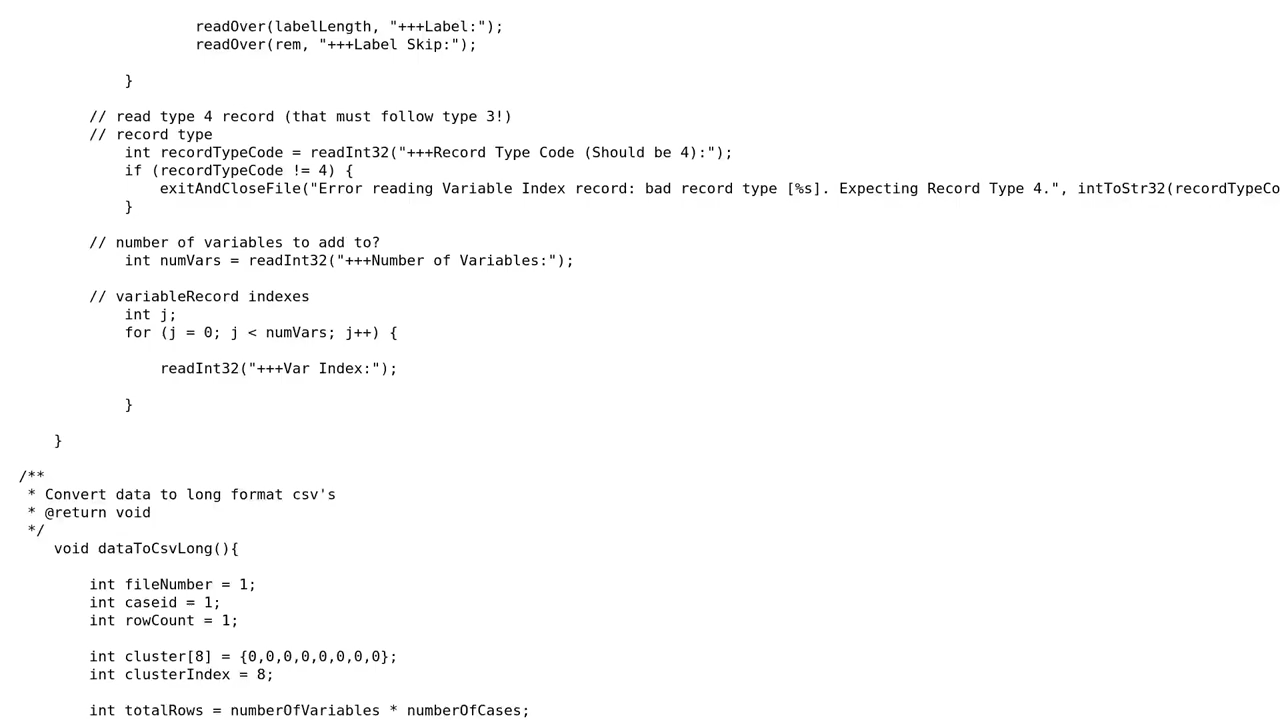 readOver(labelLength, "+++Label:");
                    readOver(rem, "+++Label Skip:");

            }

        // read type 4 record (that must follow type 3!)
        // record type
            int recordTypeCode = readInt32("+++Record Type Code (Should be 4):");
            if (recordTypeCode != 4) {
                exitAndCloseFile("Error reading Variable Index record: bad record type [%s]. Expecting Record Type 4.", intToStr32(recordTypeCo
            }

        // number of variables to add to?
            int numVars = readInt32("+++Number of Variables:");

        // variableRecord indexes
            int j;
            for (j = 0; j < numVars; j++) {

                readInt32("+++Var Index:");

            }

    }

/**
 * Convert data to long format csv's
 * @return void
 */
    void dataToCsvLong(){

        int fileNumber = 1;
        int caseid = 1;
        int rowCount = 1;

        int cluster[8] = {0,0,0,0,0,0,0,0};
        int clusterIndex = 8;

        int totalRows = numberOfVariables * numberOfCases;